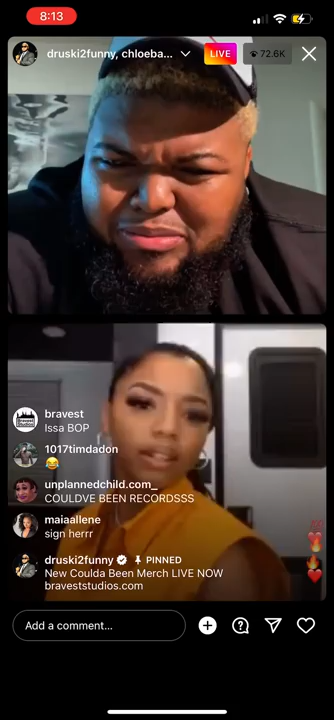 8:13
druski2funny, chloeba...
LIVE
72.6K
bravest
Issa BOP
1017timdadon
😂
unplannedchild.com_
COULDVE BEEN RECORDSSS
maiaallene
sign herrr
druski2funny PINNED
New Coulda Been Merch LIVE NOW
braveststudios.com
Add a comment...